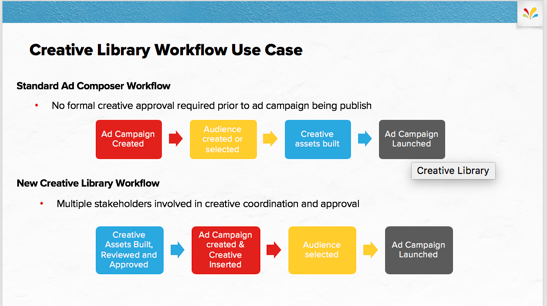 Creative Library Workflow Use Case
Standard Ad Composer Workflow
• No formal creative approval required prior to ad campaign being publish
Ad Campaign
Created
Audience
created or
selected
Creative
assets built
Ad Campaign
Launched
Creative Library
New Creative Library Workflow
• Multiple stakeholders involved in creative coordination and approval
Creative
Assets Built,
Reviewed and
Approved
Ad Campaign
created &
Creative
Inserted
Audience
selected
Ad Campaign
Launched